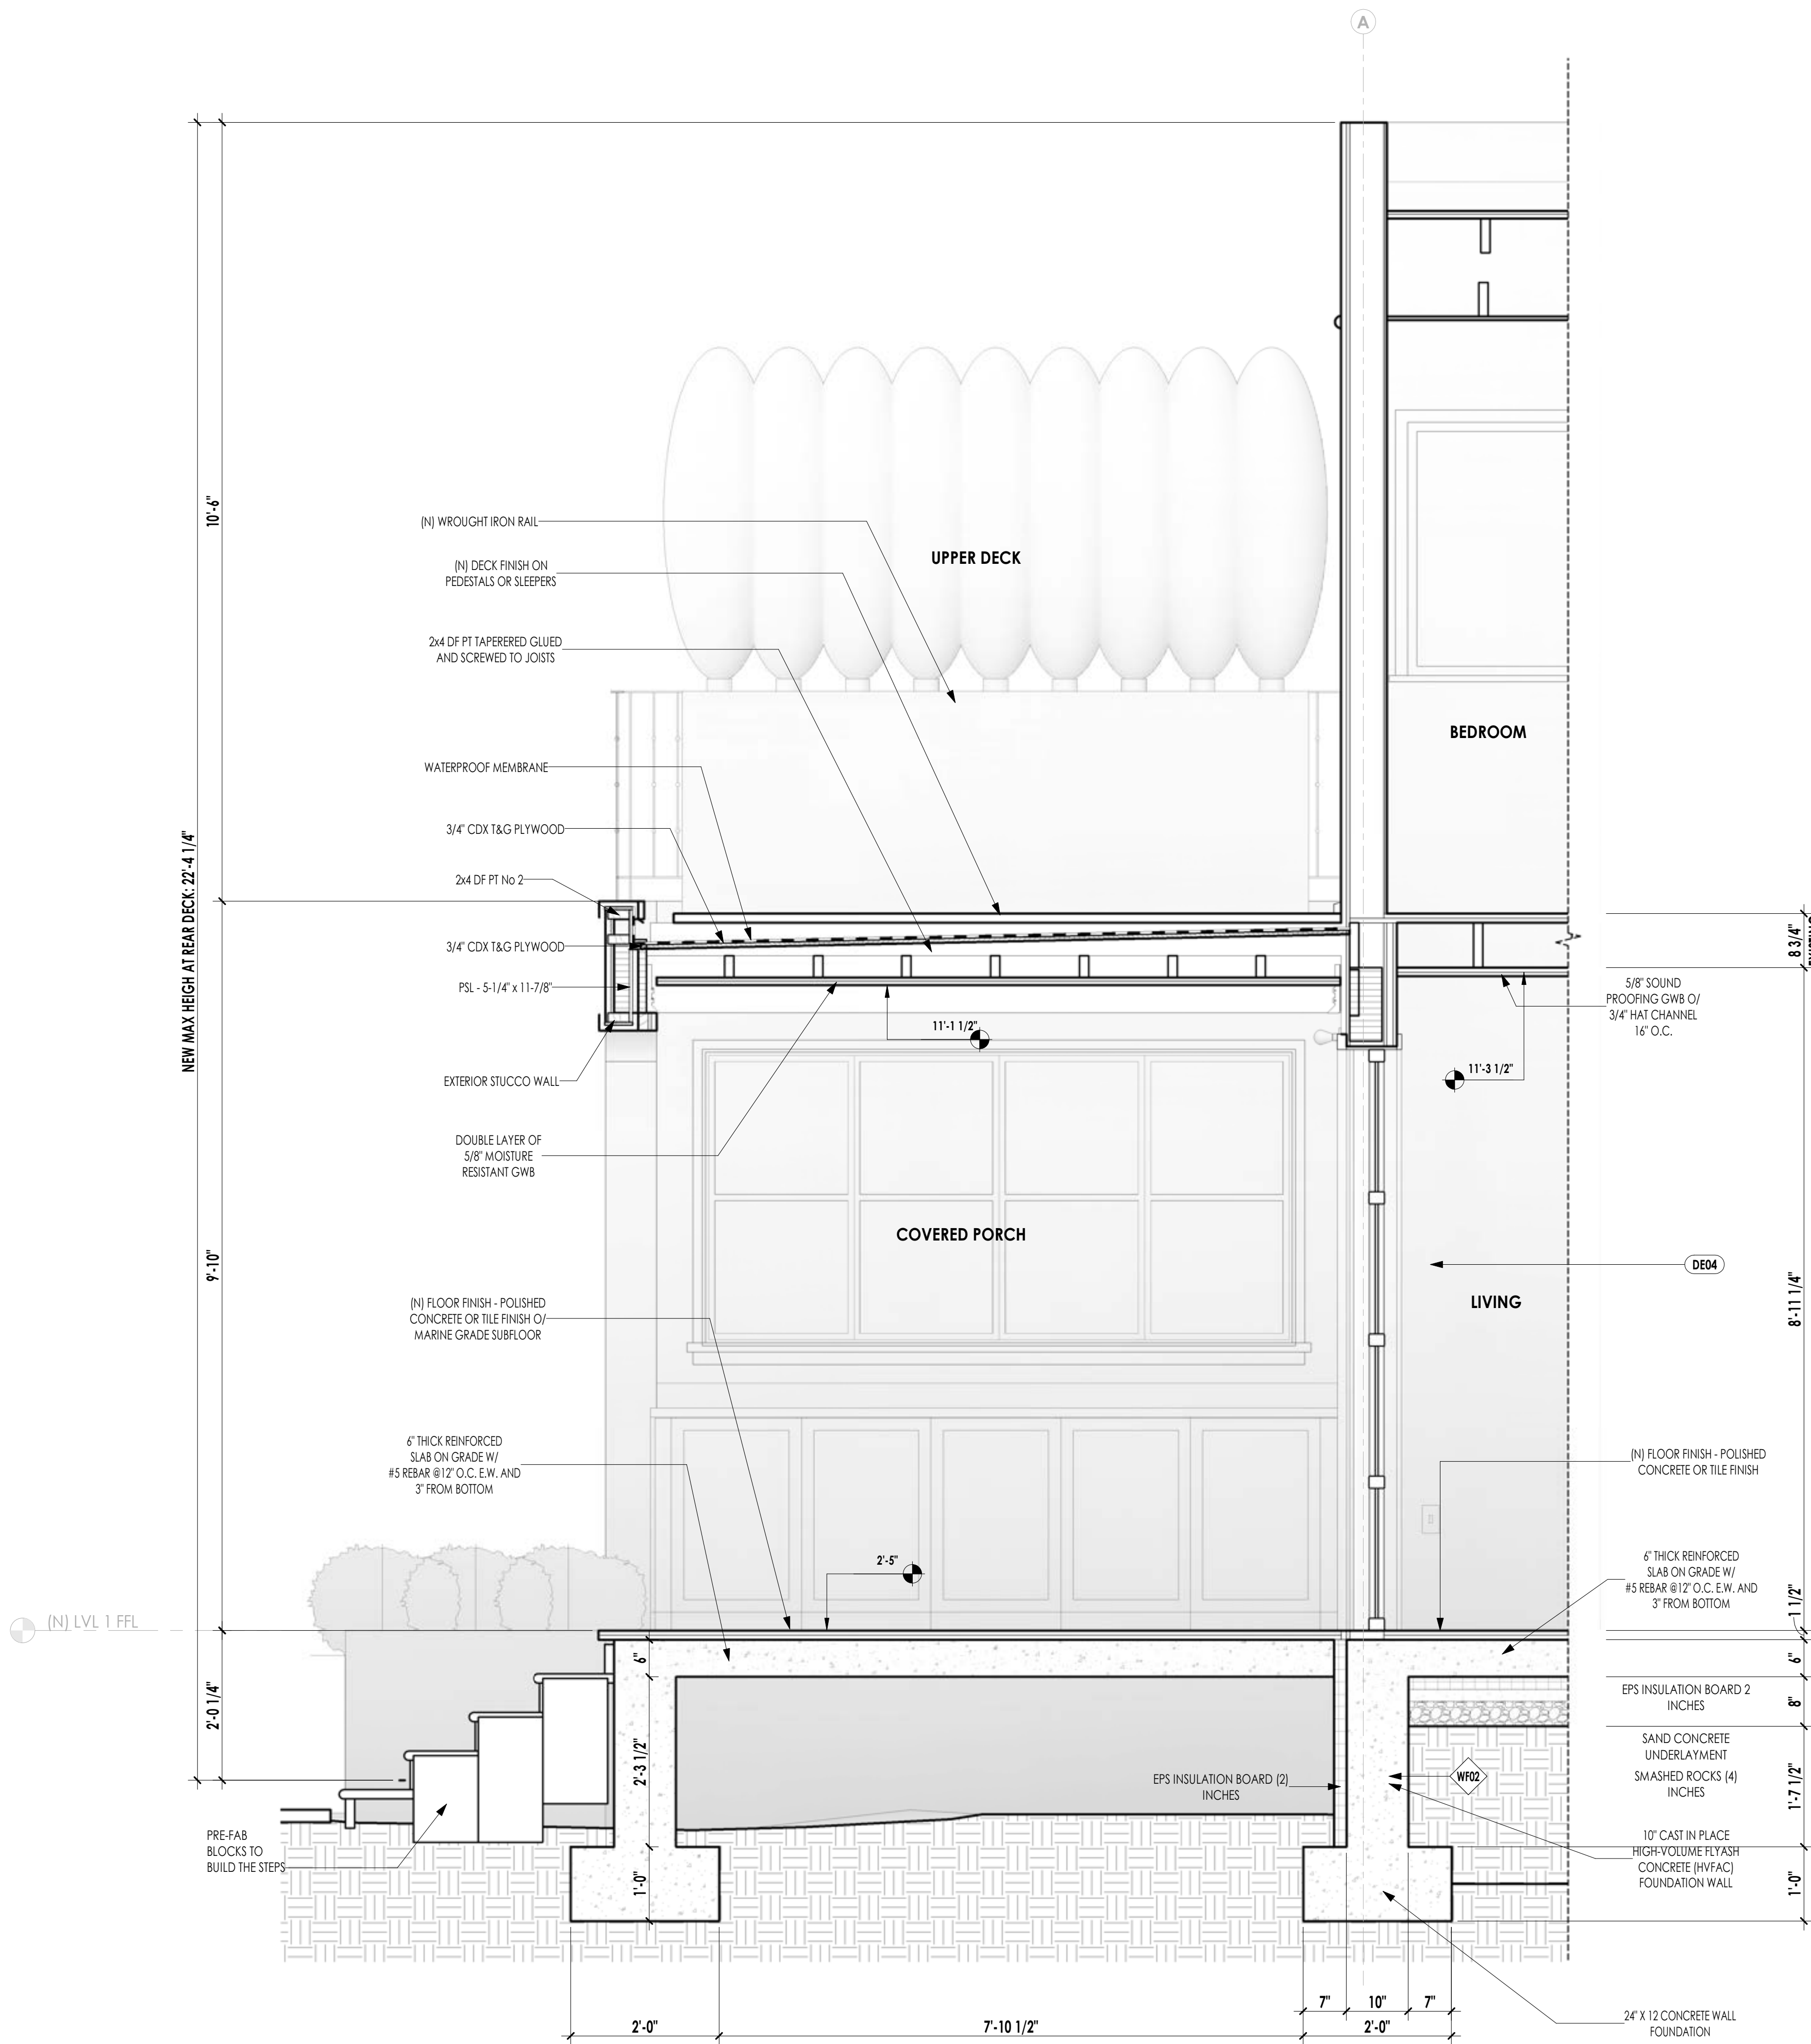 A
10'-6"
NEW MAX HEIGH AT REAR DECK: 22'-4 1/4"
(N) WROUGHT IRON RAIL
UPPER DECK
(N) DECK FINISH ON
PEDESTALS OR SLEEPERS
2x4 DF PT TAPERERED GLUED
AND SCREWED TO JOISTS
BEDROOM
WATERPROOF MEMBRANE
3/4" CDX T&G PLYWOOD
2x4 DF PT No 2
3/4" CDX T&G PLYWOOD
PSL - 5-1/4" x 11-7/8"
EXTERIOR STUCCO WALL
DOUBLE LAYER OF
5/8" MOISTURE
RESISTANT GWB
11'-1 1/2"
8 3/4"
5/8" SOUND
PROOFING GWB O/
3/4" HAT CHANNEL
16" O.C.
11'-3 1/2"
COVERED PORCH
9'-10"
DE04
LIVING
8'-11 1/4"
(N) FLOOR FINISH - POLISHED
CONCRETE OR TILE FINISH O/
MARINE GRADE SUBFLOOR
6" THICK REINFORCED
SLAB ON GRADE W/
#5 REBAR @12" O.C. E.W. AND
3" FROM BOTTOM
(N) FLOOR FINISH - POLISHED
CONCRETE OR TILE FINISH
2'-5"
6" THICK REINFORCED
SLAB ON GRADE W/
#5 REBAR @12" O.C. E.W. AND
3" FROM BOTTOM
1 1/2"
(N) LVL 1 FFL
6"
6"
2'-0 1/4"
EPS INSULATION BOARD 2
INCHES
8"
2'-3 1/2"
SAND CONCRETE
UNDERLAYMENT
EPS INSULATION BOARD (2)
INCHES
WF02
SMASHED ROCKS (4)
INCHES
1'-7 1/2"
PRE-FAB
BLOCKS TO
BUILD THE STEPS
10" CAST IN PLACE
HIGH-VOLUME FLYASH
CONCRETE (HVFAC)
FOUNDATION WALL
1'-0"
1'-0"
7"
10"
7"
24" X 12 CONCRETE WALL
FOUNDATION
2'-0"
7'-10 1/2"
2'-0"